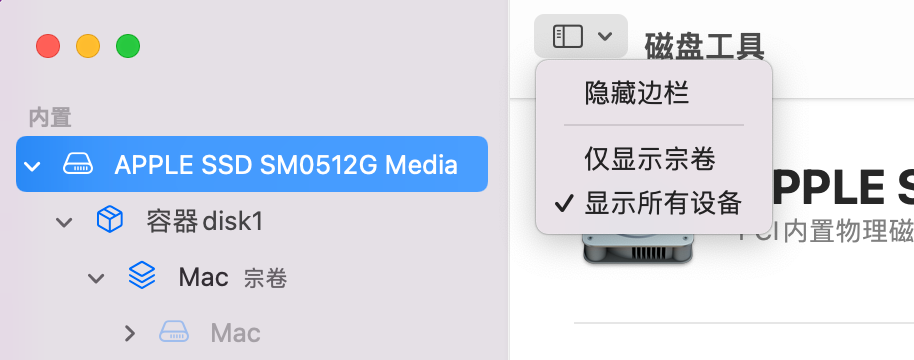 磁盘工具
隐藏边栏
仅显示宗卷
显示所有设备
内置
APPLE SSD SM0512G Media
容器disk1
Mac 宗卷
Mac
PPLE S
PCI内置物理磁